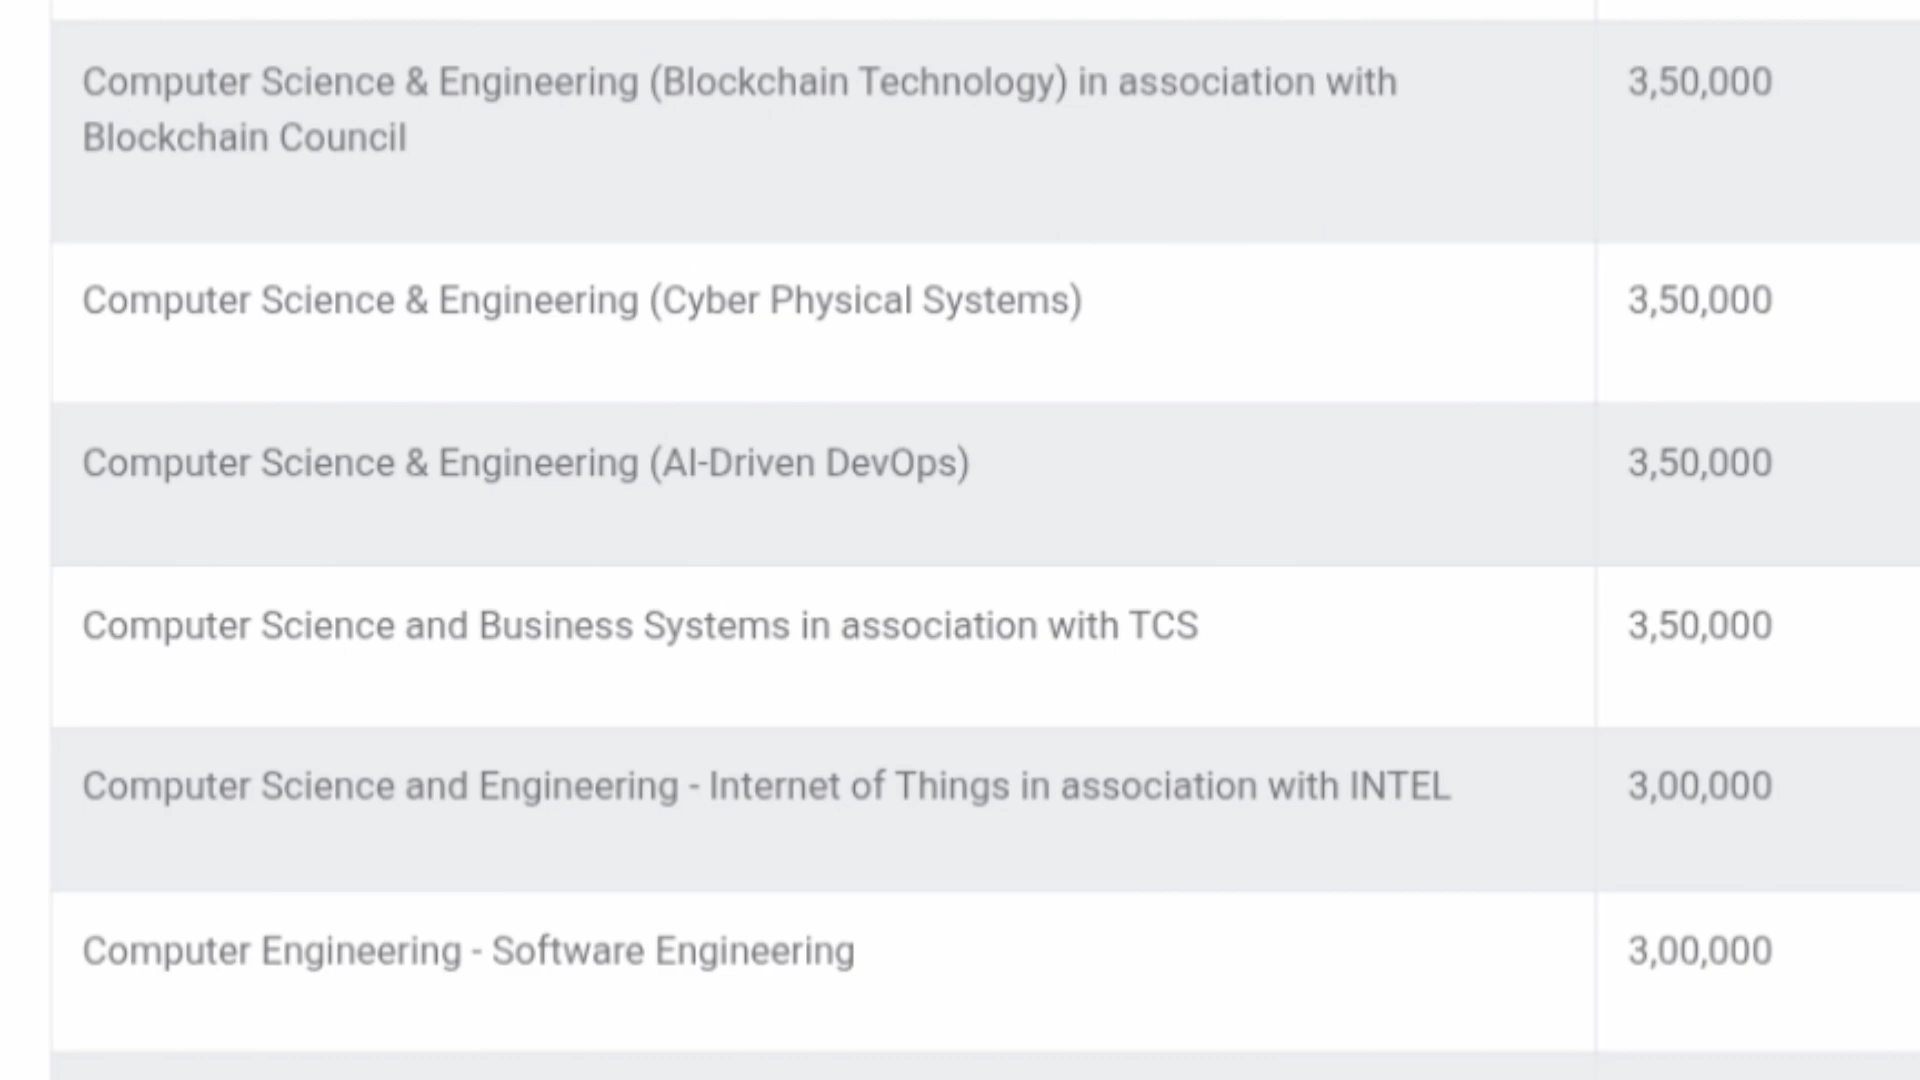 Computer Science & Engineering (Blockchain Technology) in association with 3,50,000
Blockchain Council
Computer Science & Engineering (Cyber Physical Systems) 3,50,000
Computer Science & Engineering (AI-Driven DevOps) 3,50,000
Computer Science and Business Systems in association with TCS 3,50,000
Computer Science and Engineering - Internet of Things in association with INTEL 3,00,000
Computer Engineering - Software Engineering 3,00,000